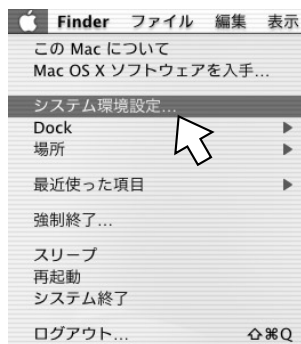 Finder ファイル 編集 表示
この Mac について
Mac OS X ソフトウェアを入手...
システム環境設定...
Dock
場所
最近使った項目
強制終了...
スリープ
再起動
システム終了
ログアウト... ⇧⌘Q